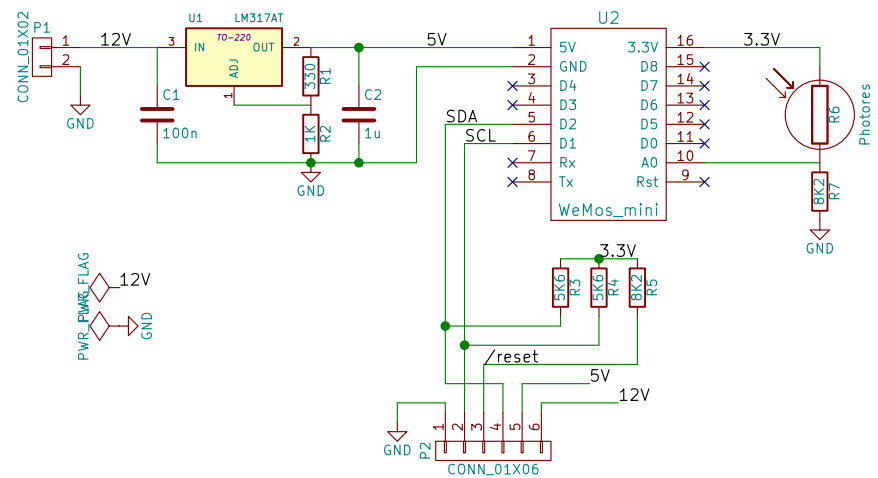 CONN_01X02
P1
1
2
12V
GND
C1
100n
U1
LM317AT
TO-220
3
IN
OUT
2
ADJ
1
330
R1
1K
R2
GND
C2
1u
5V
U2
1
5V
2
GND
3
D4
4
D3
5
D2
6
D1
7
Rx
8
Tx
3.3V
16
D8
15
D7
14
D6
13
D5
12
D0
11
A0
10
Rst
9
WeMos_mini
SDA
SCL
3.3V
R6
Photores
8K2
R7
GND
PWR_FLAG
12V
PWR_FLAG
GND
3.3V
5K6
R3
5K6
R4
8K2
R5
/reset
5V
12V
GND
P2
1
2
3
4
5
6
CONN_01X06